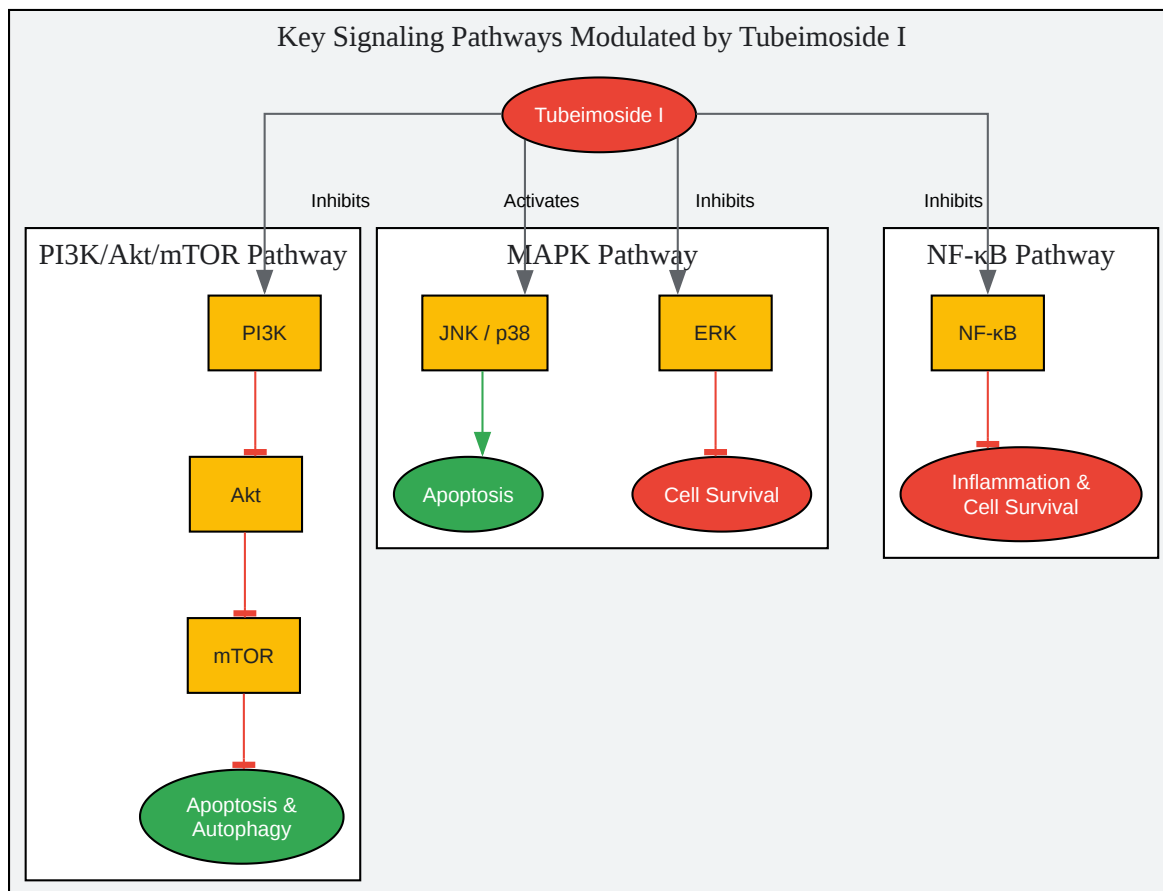 Key Signaling Pathways Modulated by Tubeimoside I
Tubeimoside I
Inhibits
Activates
Inhibits
Inhibits
PI3K/Akt/mTOR Pathway
MAPK Pathway
NF-κB Pathway
PI3K
JNK / p38
ERK
NF-κB
Akt
Apoptosis
Cell Survival
Inflammation &
Cell Survival
mTOR
Apoptosis &
Autophagy